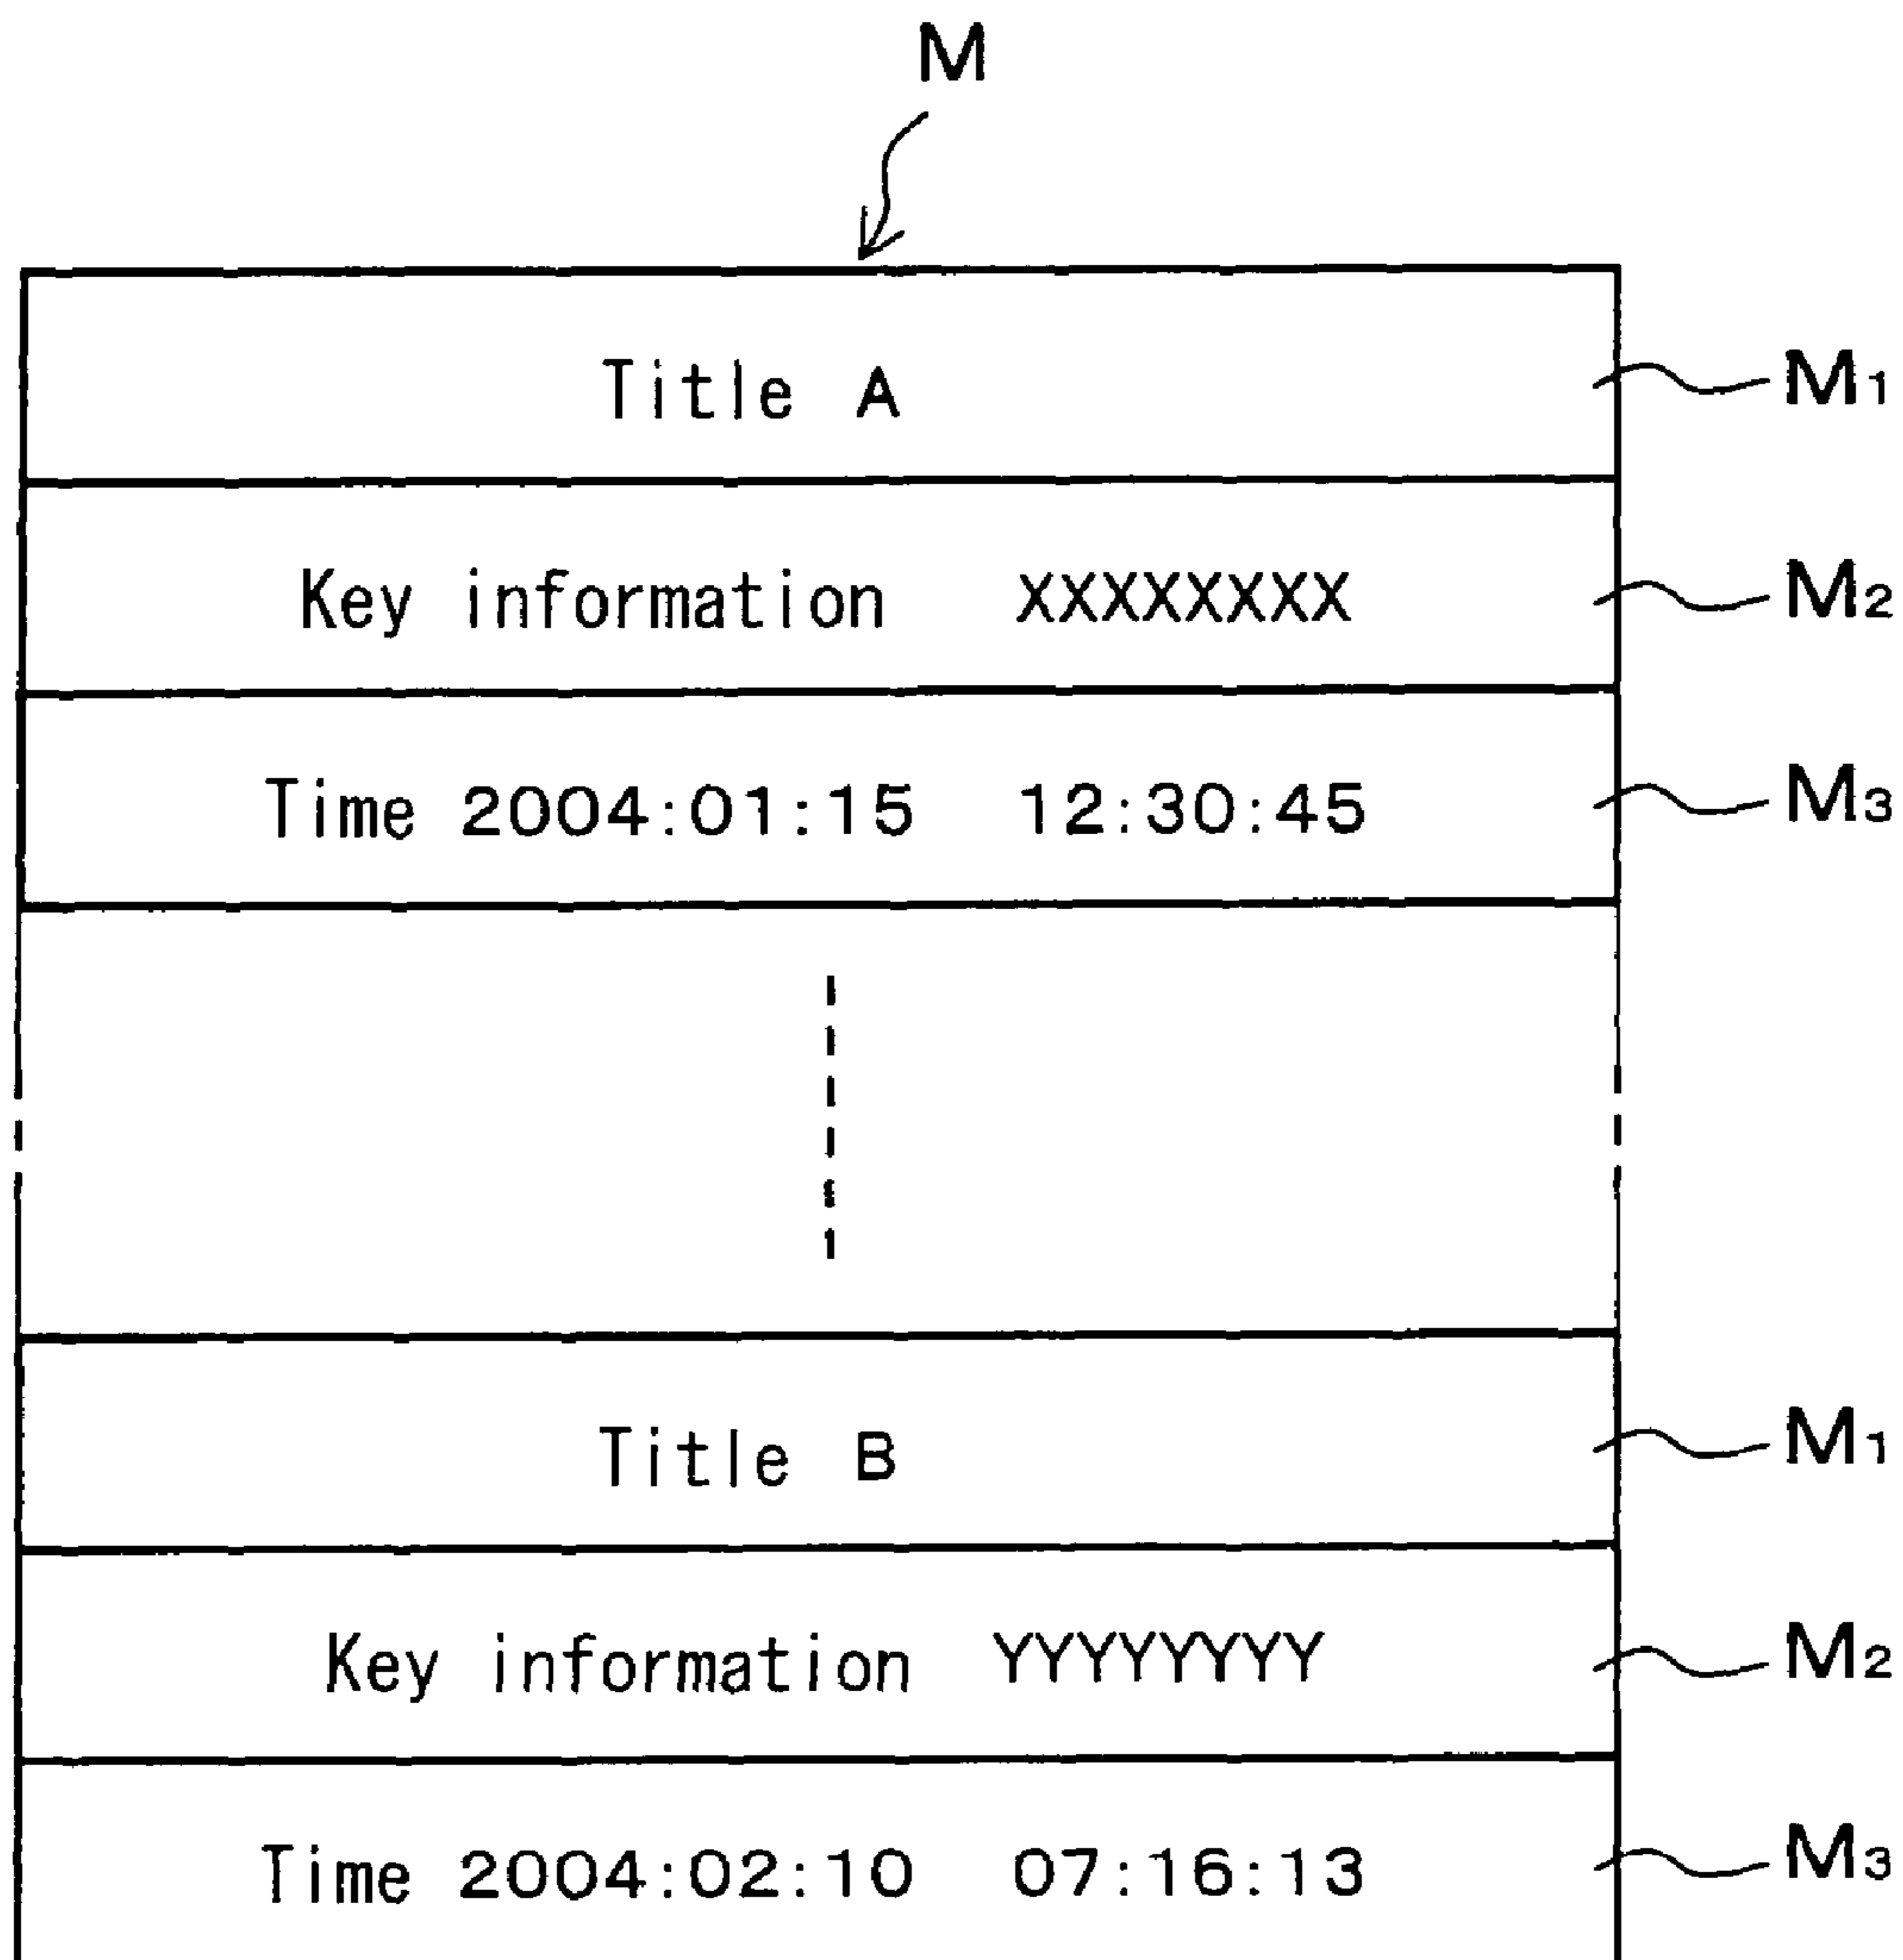 M
Title A M1
Key information XXXXXXXX M2
Time 2004:01:15 12:30:45 M3
Title B M1
Key information YYYYYYYY M2
Time 2004:02:10 07:16:13 M3